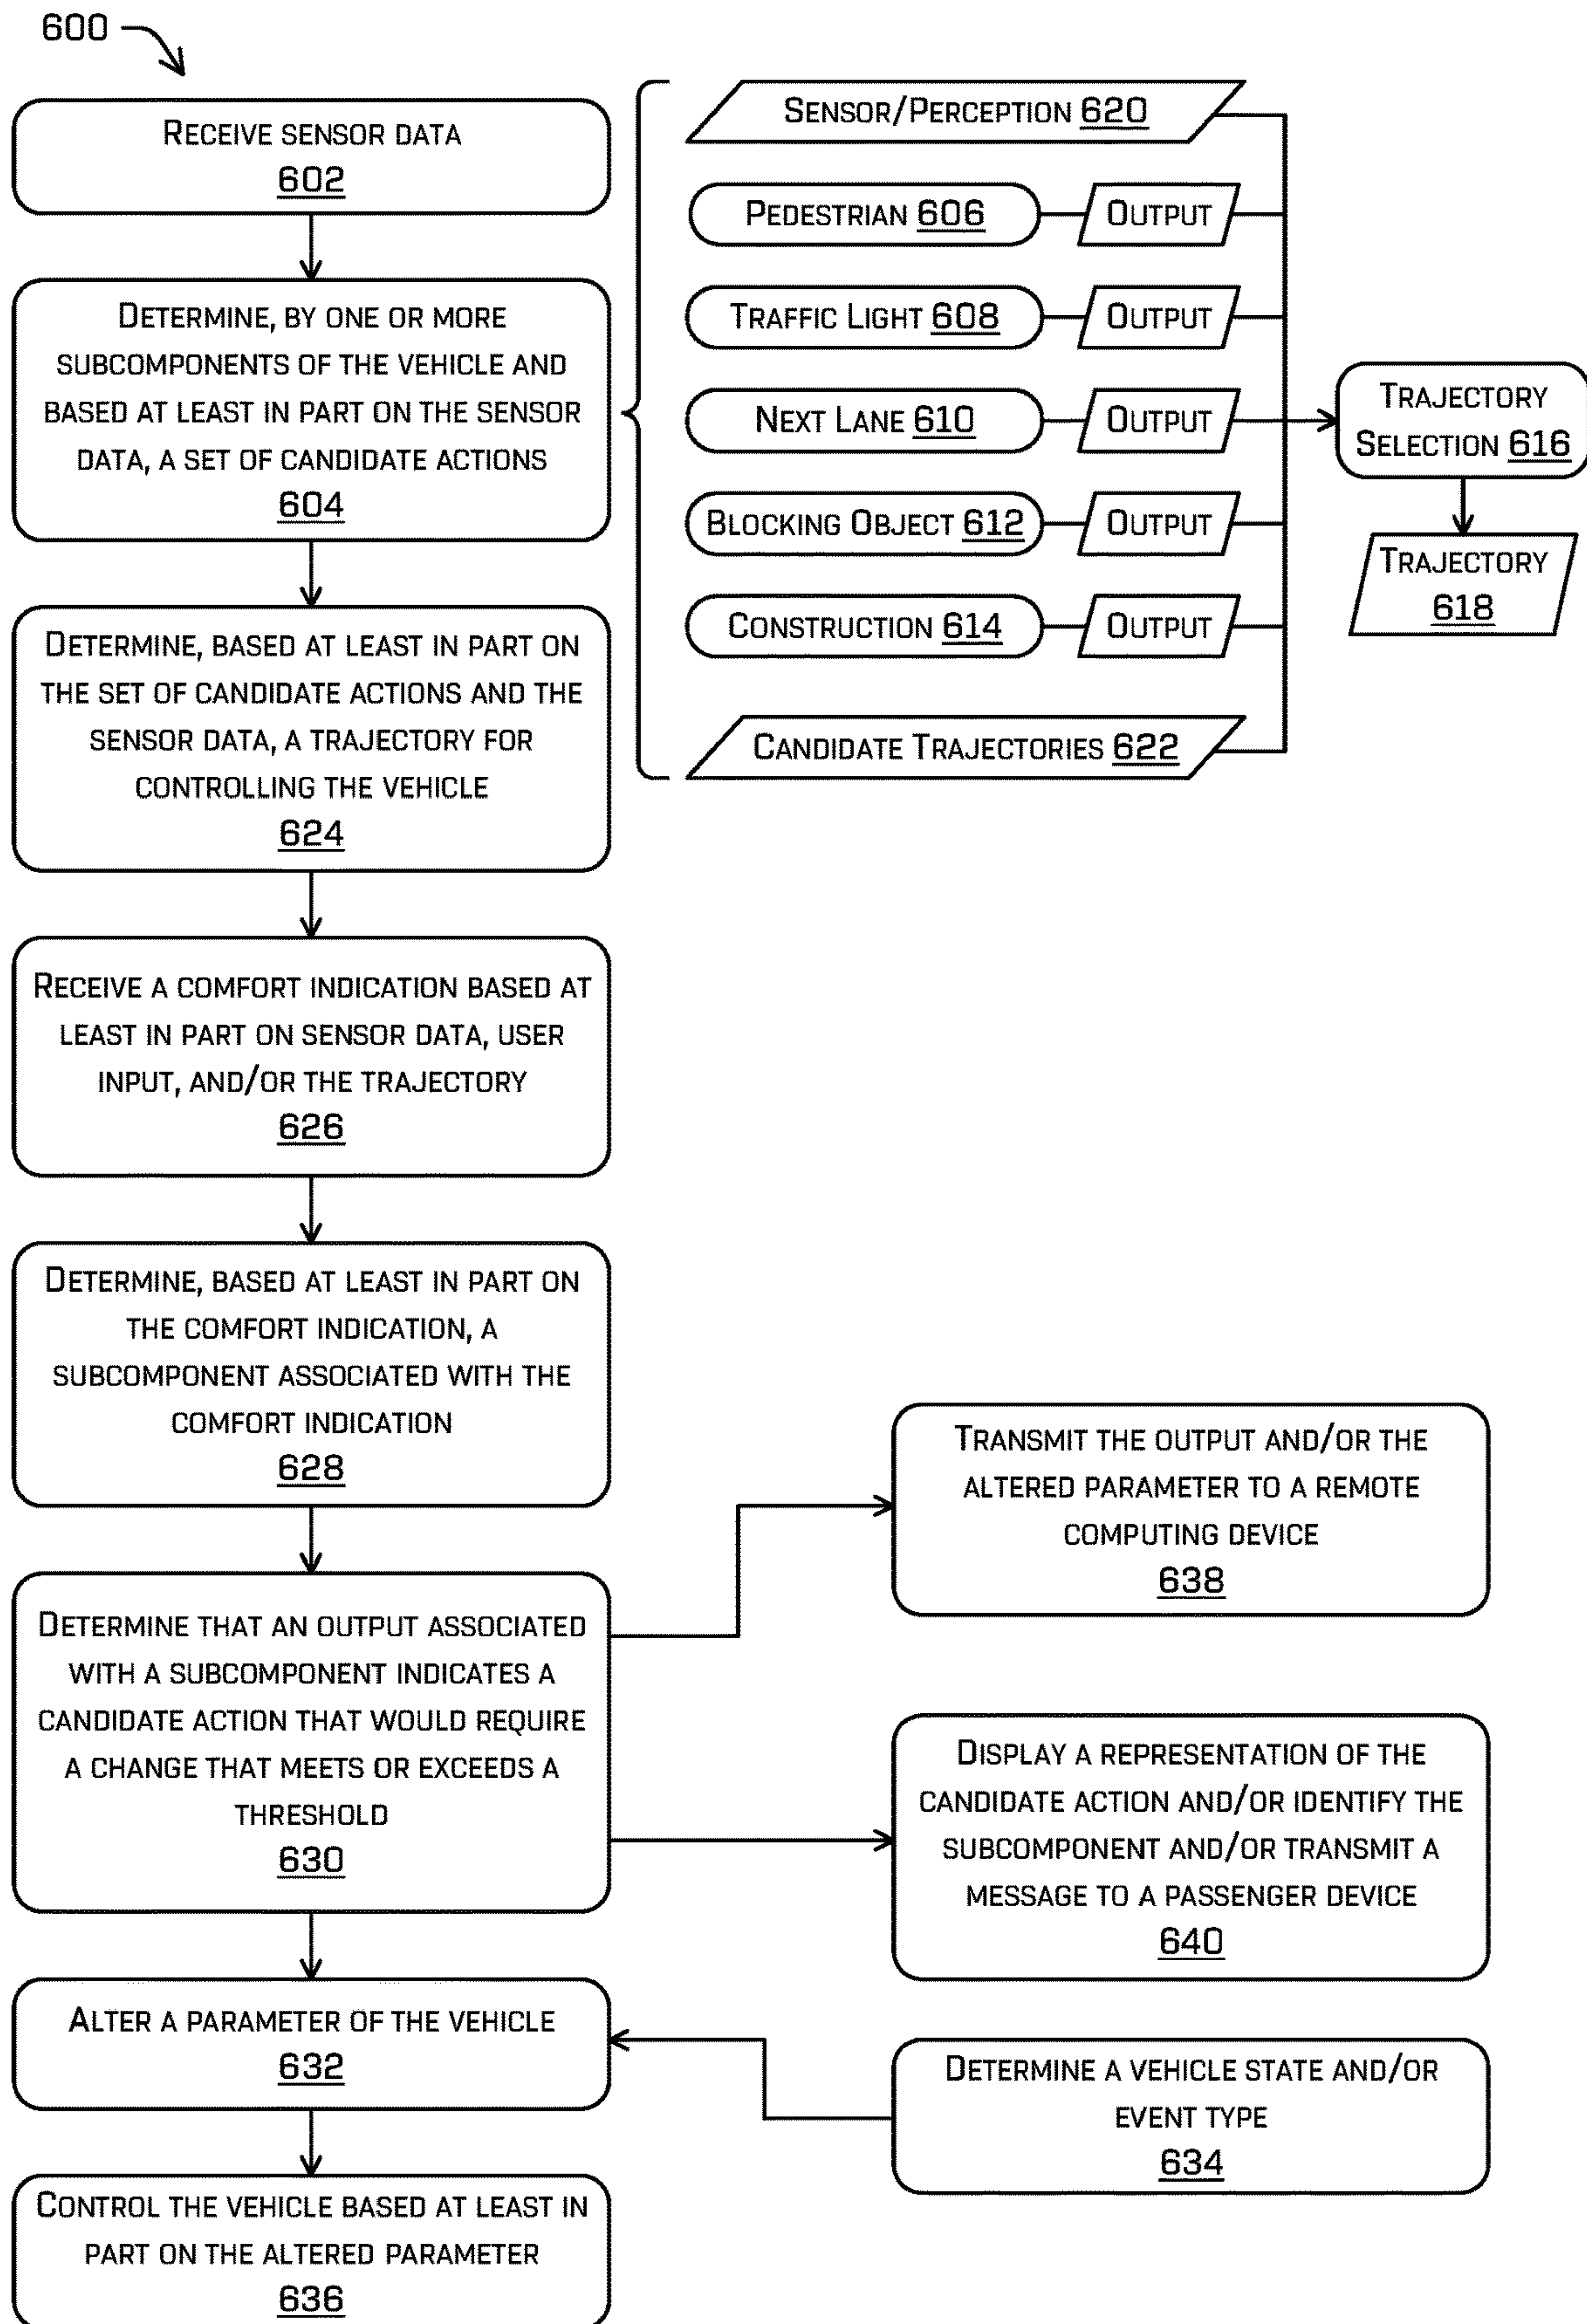 600
RECEIVE SENSOR DATA
602
DETERMINE, BY ONE OR MORE
SUBCOMPONENTS OF THE VEHICLE AND
BASED AT LEAST IN PART ON THE SENSOR
DATA, A SET OF CANDIDATE ACTIONS
604
SENSOR/PERCEPTION 620
PEDESTRIAN 606
OUTPUT
TRAFFIC LIGHT 608
OUTPUT
NEXT LANE 610
OUTPUT
BLOCKING OBJECT 612
OUTPUT
CONSTRUCTION 614
OUTPUT
CANDIDATE TRAJECTORIES 622
TRAJECTORY
SELECTION 616
TRAJECTORY
618
DETERMINE, BASED AT LEAST IN PART ON
THE SET OF CANDIDATE ACTIONS AND THE
SENSOR DATA, A TRAJECTORY FOR
CONTROLLING THE VEHICLE
624
RECEIVE A COMFORT INDICATION BASED AT
LEAST IN PART ON SENSOR DATA, USER
INPUT, AND/OR THE TRAJECTORY
626
DETERMINE, BASED AT LEAST IN PART ON
THE COMFORT INDICATION, A
SUBCOMPONENT ASSOCIATED WITH THE
COMFORT INDICATION
628
DETERMINE THAT AN OUTPUT ASSOCIATED
WITH A SUBCOMPONENT INDICATES A
CANDIDATE ACTION THAT WOULD REQUIRE
A CHANGE THAT MEETS OR EXCEEDS A
THRESHOLD
630
TRANSMIT THE OUTPUT AND/OR THE
ALTERED PARAMETER TO A REMOTE
COMPUTING DEVICE
638
DISPLAY A REPRESENTATION OF THE
CANDIDATE ACTION AND/OR IDENTIFY THE
SUBCOMPONENT AND/OR TRANSMIT A
MESSAGE TO A PASSENGER DEVICE
640
ALTER A PARAMETER OF THE VEHICLE
632
DETERMINE A VEHICLE STATE AND/OR
EVENT TYPE
634
CONTROL THE VEHICLE BASED AT LEAST IN
PART ON THE ALTERED PARAMETER
636